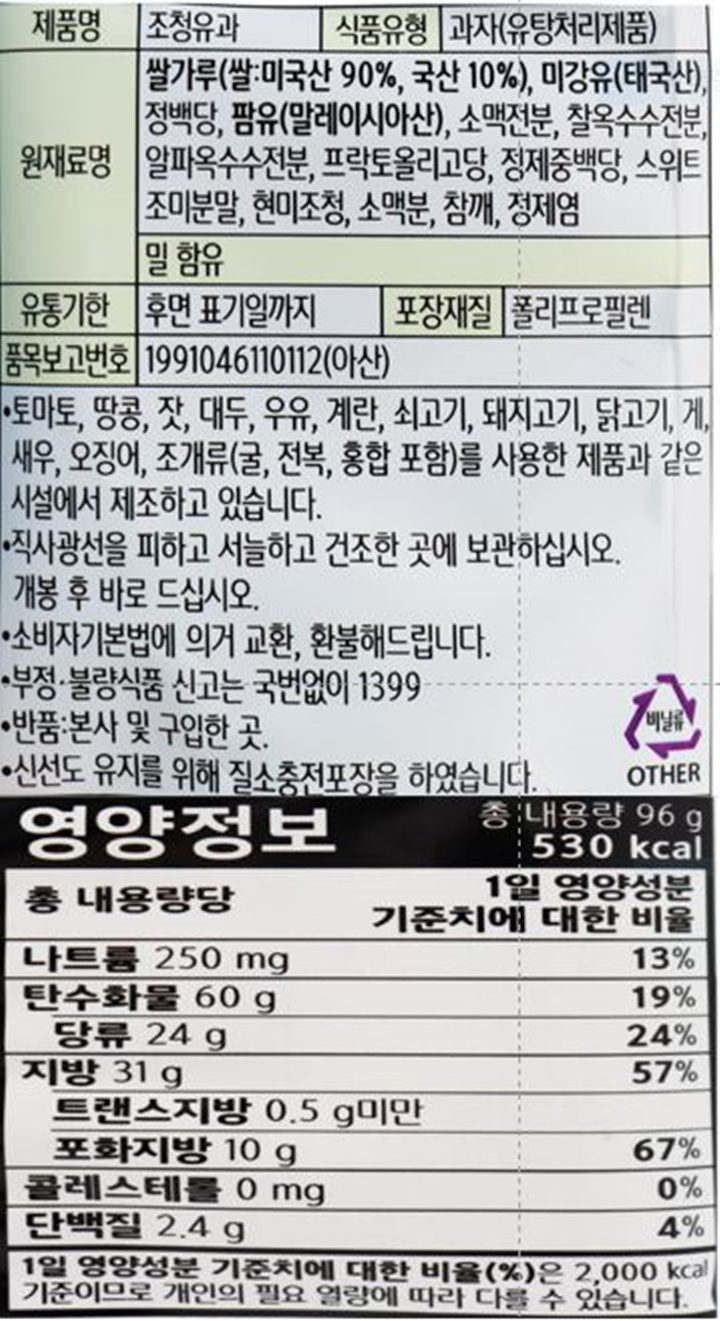 제품명 조청유과 식품유형 과자(유탕처리제품)
원재료명
쌀가루(쌀:미국산 90%, 국산 10%), 미강유(태국산),
정백당, 팜유(말레이시아산), 소맥전분, 찰옥수수전분,
알파옥수수전분, 프락토올리고당, 정제중백당, 스위트
조미분말, 현미조청, 소맥분, 참깨, 정제염
밀 함유
유통기한 후면 표기일까지 포장재질 폴리프로필렌
품목보고번호 1991046110112(아산)
•토마토, 땅콩, 잣, 대두, 우유, 계란, 쇠고기, 돼지고기, 닭고기, 게,
새우, 오징어, 조개류(굴, 전복, 홍합 포함)를 사용한 제품과 같은
시설에서 제조하고 있습니다.
•직사광선을 피하고 서늘하고 건조한 곳에 보관하십시오.
개봉 후 바로 드십시오.
•소비자기본법에 의거 교환, 환불해드립니다.
•부정·불량식품 신고는 국번없이 1399
•반품:본사 및 구입한 곳.
•신선도 유지를 위해 질소충전포장을 하였습니다.
비닐류
OTHER
영양정보
총 내용량 96 g
530 kcal
총 내용량당
1일 영양성분
기준치에 대한 비율
나트륨 250 mg 13%
탄수화물 60 g 19%
당류 24 g 24%
지방 31 g 57%
트랜스지방 0.5 g미만
포화지방 10 g 67%
콜레스테롤 0 mg 0%
단백질 2.4 g 4%
1일 영양성분 기준치에 대한 비율(%)은 2,000 kcal
기준이므로 개인의 필요 열량에 따라 다를 수 있습니다.